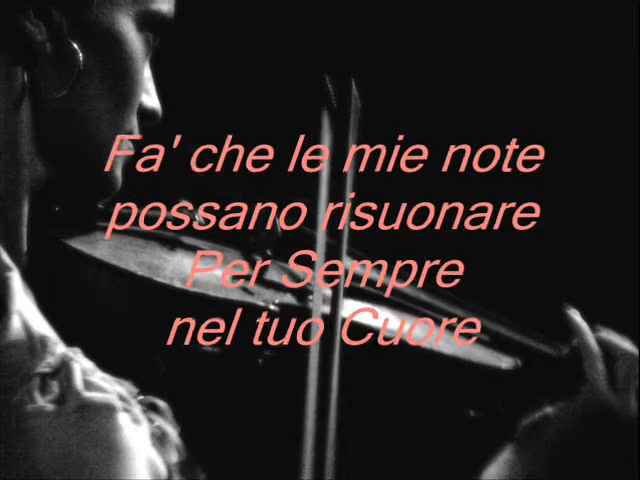 Fa' che le mie note
possano risuonare
Per Sempre
nel tuo Cuore